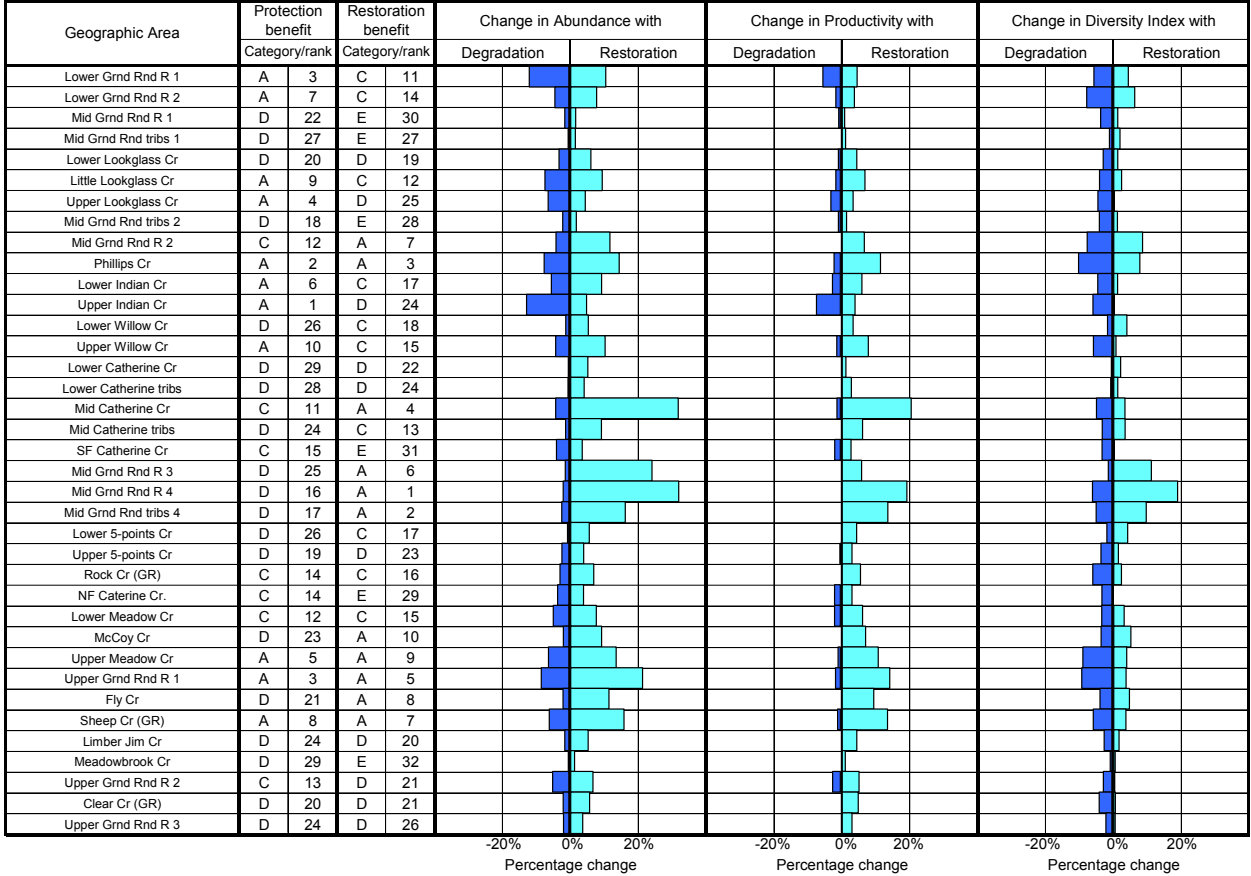 Geographic Area Protection benefit Restoration benefit Change in Abundance with Change in Productivity with Change in Diversity Index with
Category/rank Category/rank Degradation Restoration Degradation Restoration Degradation Restoration
Lower Grnd Rnd R 1 A 3 C 11
Lower Grnd Rnd R 2 A 7 C 14
Mid Grnd Rnd R 1 D 22 E 30
Mid Grnd Rnd tribs 1 D 27 E 27
Lower Lookglass Cr D 20 D 19
Little Lookglass Cr A 9 C 12
Upper Lookglass Cr A 4 D 25
Mid Grnd Rnd tribs 2 D 18 E 28
Mid Grnd Rnd R 2 C 12 A 7
Phillips Cr A 2 A 3
Lower Indian Cr A 6 C 17
Upper Indian Cr A 1 D 24
Lower Willow Cr D 26 C 18
Upper Willow Cr A 10 C 15
Lower Catherine Cr D 29 D 22
Lower Catherine tribs D 28 D 24
Mid Catherine Cr C 11 A 4
Mid Catherine tribs D 24 C 13
SF Catherine Cr C 15 E 31
Mid Grnd Rnd R 3 D 25 A 6
Mid Grnd Rnd R 4 D 16 A 1
Mid Grnd Rnd tribs 4 D 17 A 2
Lower 5-points Cr D 26 C 17
Upper 5-points Cr D 19 D 23
Rock Cr (GR) C 14 C 16
NF Caterine Cr. C 14 E 29
Lower Meadow Cr C 12 C 15
McCoy Cr D 23 A 10
Upper Meadow Cr A 5 A 9
Upper Grnd Rnd R 1 A 3 A 5
Fly Cr D 21 A 8
Sheep Cr (GR) A 8 A 7
Limber Jim Cr D 24 D 20
Meadowbrook Cr D 29 E 32
Upper Grnd Rnd R 2 C 13 D 21
Clear Cr (GR) D 20 D 21
Upper Grnd Rnd R 3 D 24 D 26
-20% 0% 20% -20% 0% 20% -20% 0% 20%
Percentage change Percentage change Percentage change